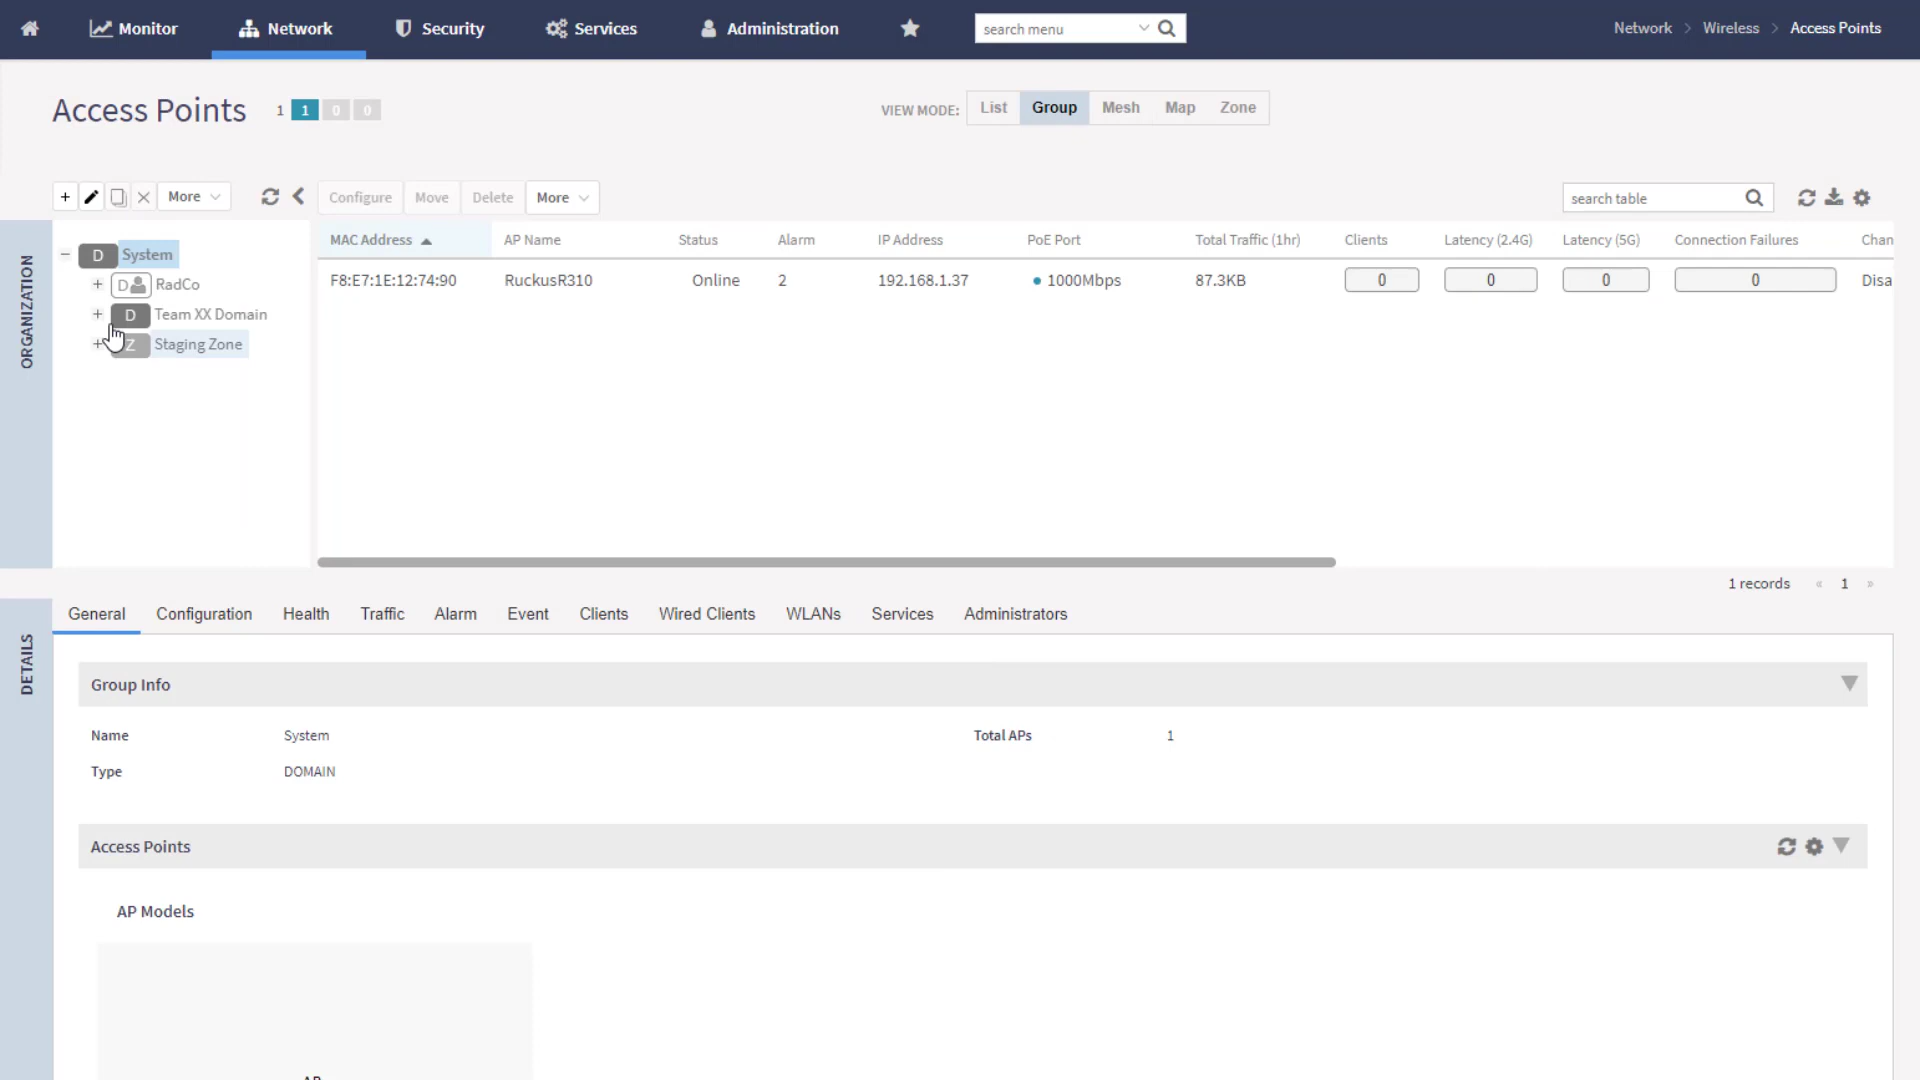 Monitor Network Security Services Administration search menu Network > Wireless > Access Points
Access Points 1 1 0 0 VIEW MODE: List Group Mesh Map Zone
+ More Configure Move Delete More search table
ORGANIZATION
D System
+ D RadCo
+ D Team XX Domain
+ Z Staging Zone
MAC Address AP Name Status Alarm IP Address PoE Port Total Traffic (1hr) Clients Latency (2.4G) Latency (5G) Connection Failures Chan
F8:E7:1E:12:74:90 RuckusR310 Online 2 192.168.1.37 1000Mbps 87.3KB 0 0 0 0 Disa
1 records « 1 »
DETAILS
General Configuration Health Traffic Alarm Event Clients Wired Clients WLANs Services Administrators
Group Info
Name System Total APs 1
Type DOMAIN
Access Points
AP Models